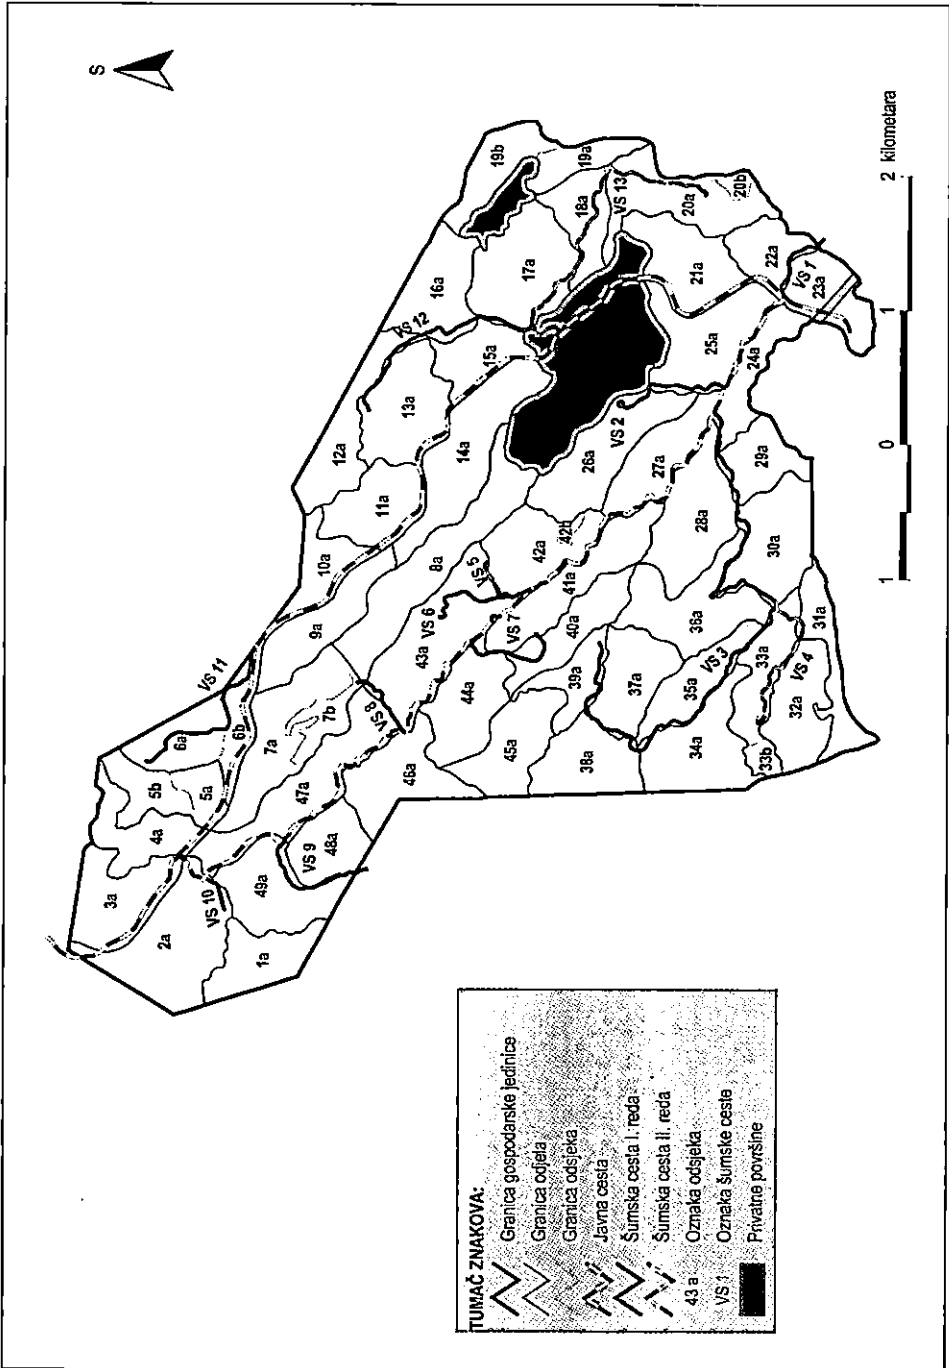 S
19b
19a
18a
VS 13
20a
20b
16a
17a
22a
21a
VS 1
23a
VS 12
15a
25a
24a
13a
12a
14a
VS 2
26a
27a
29a
11a
28a
10a
8a
42a
42b
41a
30a
VS 5
9a
VS 6
VS 7
40a
36a
31a
43a
VS 11
44a
39a
37a
VS 3
35a
33a
VS 4
32a
7b
VS 8
6a
6b
7a
45a
38a
34a
33b
46a
5b
5a
47a
4a
VS 9
48a
3a
VS 10
49a
2a
1a
1 0 1 2 kilometara
TUMAČ ZNAKOVA:
Granica gospodarske jedinice
Granica odjela
Granica odsjeka
Javna cesta
Šumska cesta I. reda
Šumska cesta II. reda
43 a Oznaka odsjeka
VS 1 Oznaka šumske ceste
Privatne površine